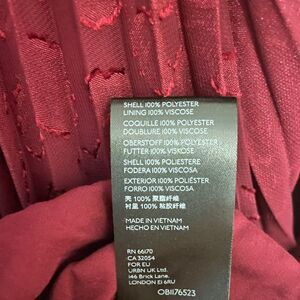 SHELL 100% POLYESTER
LINING 100% VISCOSE
COQUILLE 100% POLYESTER
DOUBLURE 100% VISCOSE
OBERSTOFF 100% POLYESTER
FUTTER 100% VISKOSE
SHELL 100% POLIESTERE
FODERA 100% VISCOSA
EXTERIOR 100% POLIÉSTER
FORRO 100% VISCOSA
壳 100% 聚酯纤维
衬里 100% 粘胶纤维
MADE IN VIETNAM
HECHO EN VIETNAM
RN 66170
CA 32054
FOR EU
URBN UK Ltd.
146 Brick Lane,
LONDON E1 6RU
OB1176523